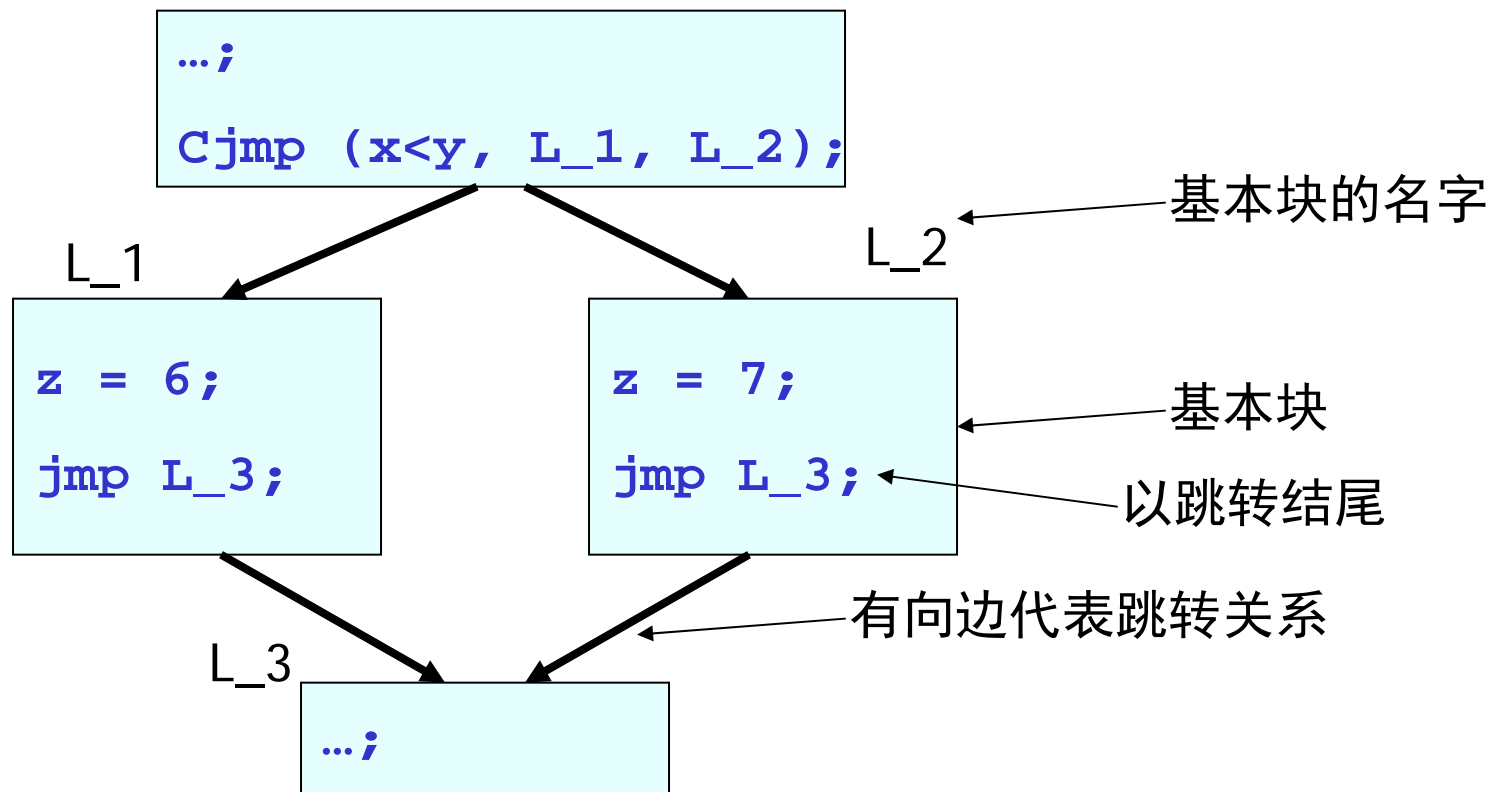 …;
Cjmp (x<y, L_1, L_2);
基本块的名字
L_1
L_2
z = 6;
z = 7;
基本块
jmp L_3;
jmp L_3;
以跳转结尾
有向边代表跳转关系
L_3
…;